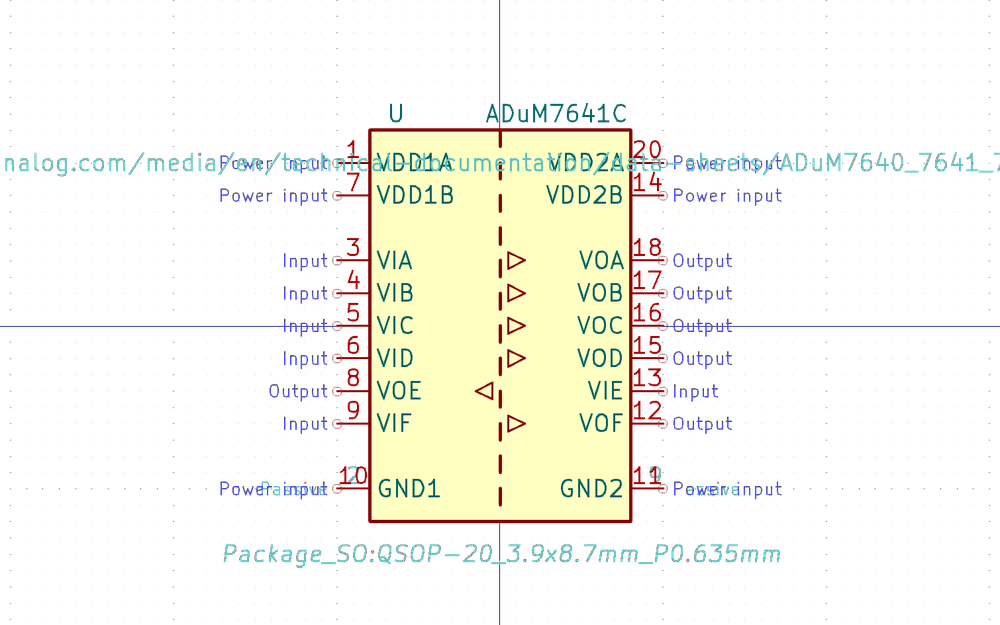 U ADuM7641C
Power input 1 VDD1A VDD2A 20 Power input
nalog.com/media/en/technical-documentation/data-sheets/ADuM7640_7641_7
Power input 7 VDD1B VDD2B 14 Power input
Input 3 VIA VOA 18 Output
Input 4 VIB VOB 17 Output
Input 5 VIC VOC 16 Output
Input 6 VID VOD 15 Output
Output 8 VOE VIE 13 Input
Input 9 VIF VOF 12 Output
Power input 10 GND1 GND2 11 Power input
Package_SO:QSOP-20_3.9x8.7mm_P0.635mm